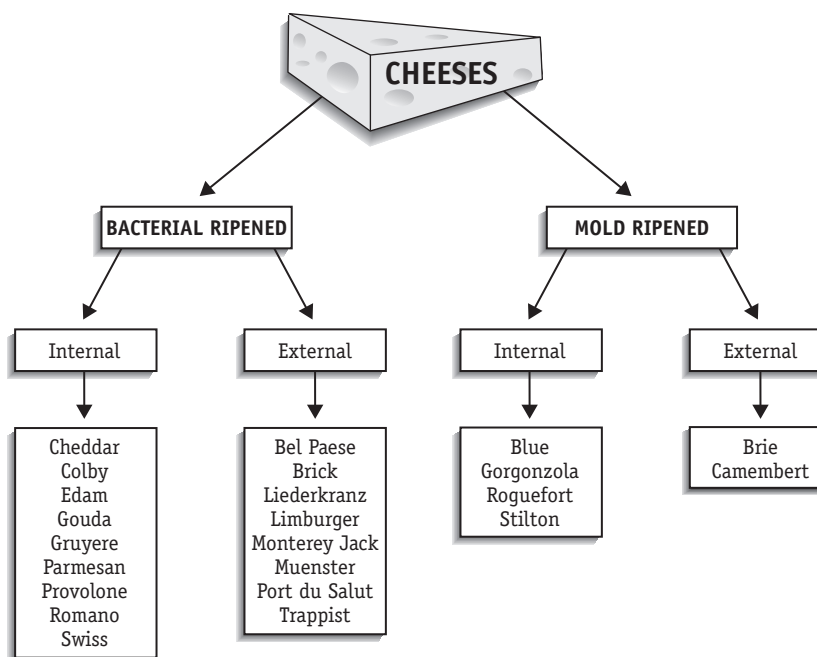 CHEESES
BACTERIAL RIPENED
MOLD RIPENED
Internal
External
Internal
External
Cheddar
Colby
Edam
Gouda
Gruyere
Parmesan
Provolone
Romano
Swiss
Bel Paese
Brick
Liederkranz
Limburger
Monterey Jack
Muenster
Port du Salut
Trappist
Blue
Gorgonzola
Roguefort
Stilton
Brie
Camembert